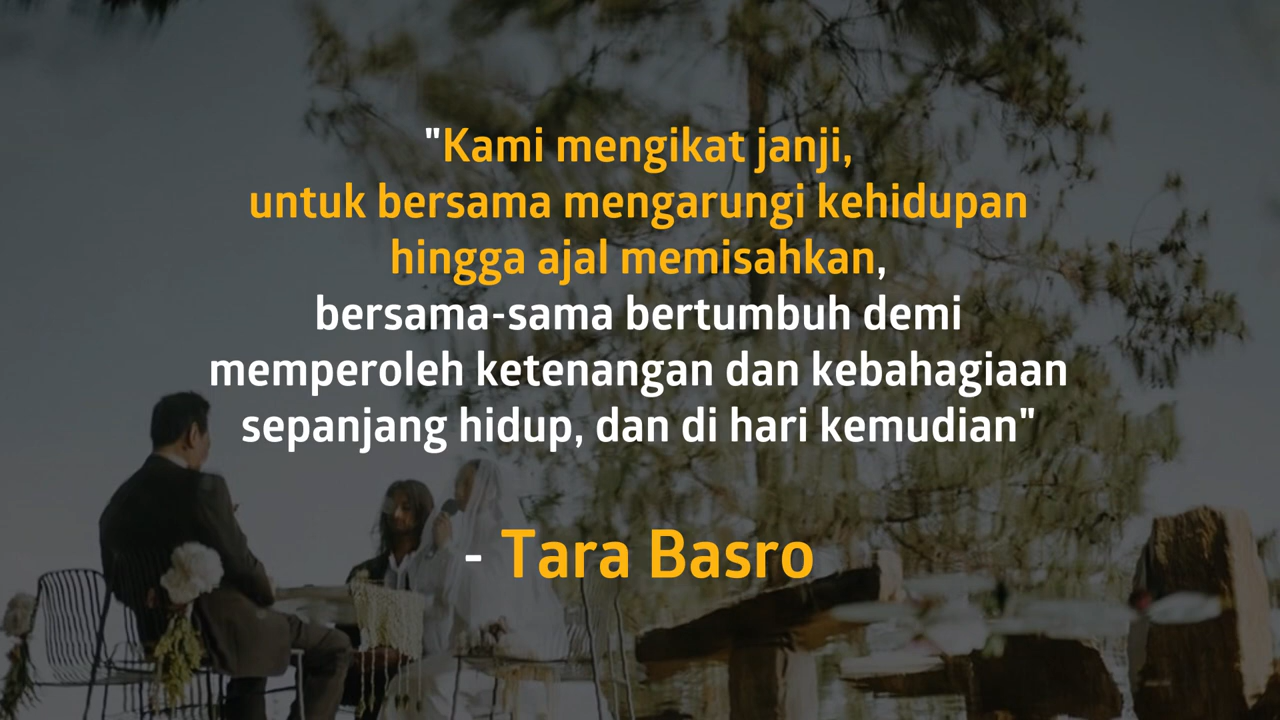 "Kami mengikat janji,
untuk bersama mengarungi kehidupan
hingga ajal memisahkan,
bersama-sama bertumbuh demi
memperoleh ketenangan dan kebahagiaan
sepanjang hidup, dan di hari kemudian"
- Tara Basro